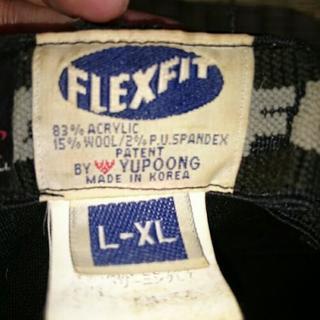 FLEXFIT
83% ACRYLIC
15% WOOL/2% P.U.SPANDEX
PATENT
BY YUPOONG
MADE IN KOREA
L-XL